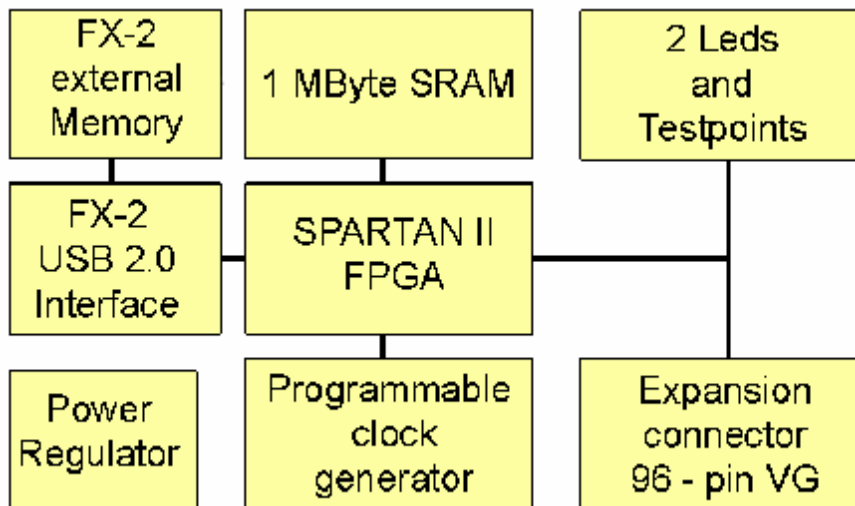 FX-2
external
Memory
1 MByte SRAM
2 Leds
and
Testpoints
FX-2
USB 2.0
Interface
SPARTAN II
FPGA
Power
Regulator
Programmable
clock
generator
Expansion
connector
96 - pin VG